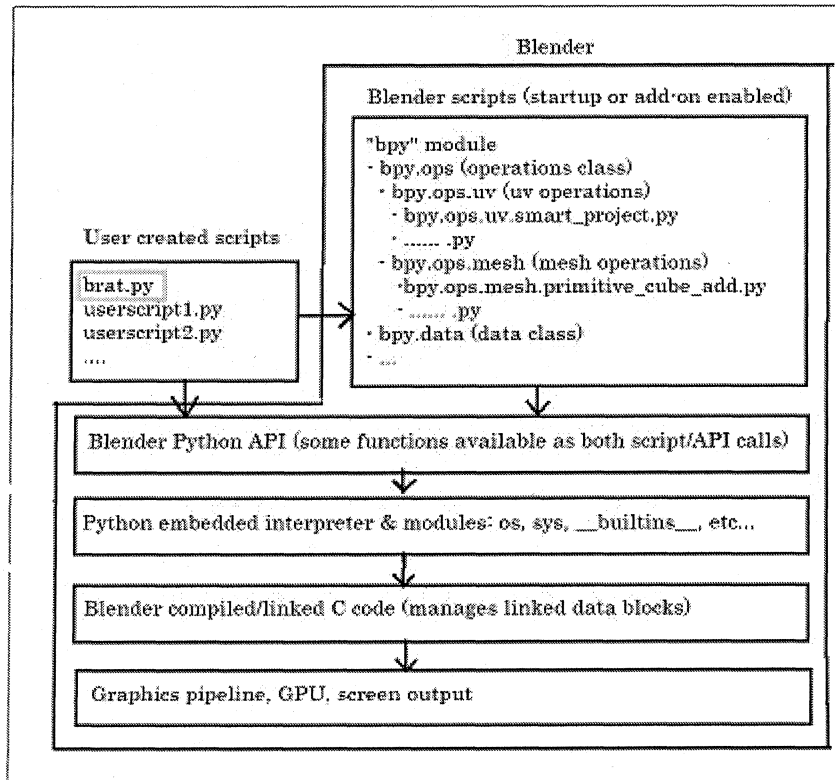 Blender
Blender scripts (startup or add-on enabled)
"bpy" module
- bpy.ops (operations class)
- bpy.ops.uv (uv operations)
- bpy.ops.uv.smart_project.py
- ...... .py
- bpy.ops.mesh (mesh operations)
-bpy.ops.mesh.primitive_cube_add.py
- ...... .py
- bpy.data (data class)
- ...
User created scripts
brat.py
userscript1.py
userscript2.py
....
Blender Python API (some functions available as both script/API calls)
Python embedded interpreter & modules: os, sys, __builtins__, etc...
Blender compiled/linked C code (manages linked data blocks)
Graphics pipeline, GPU, screen output